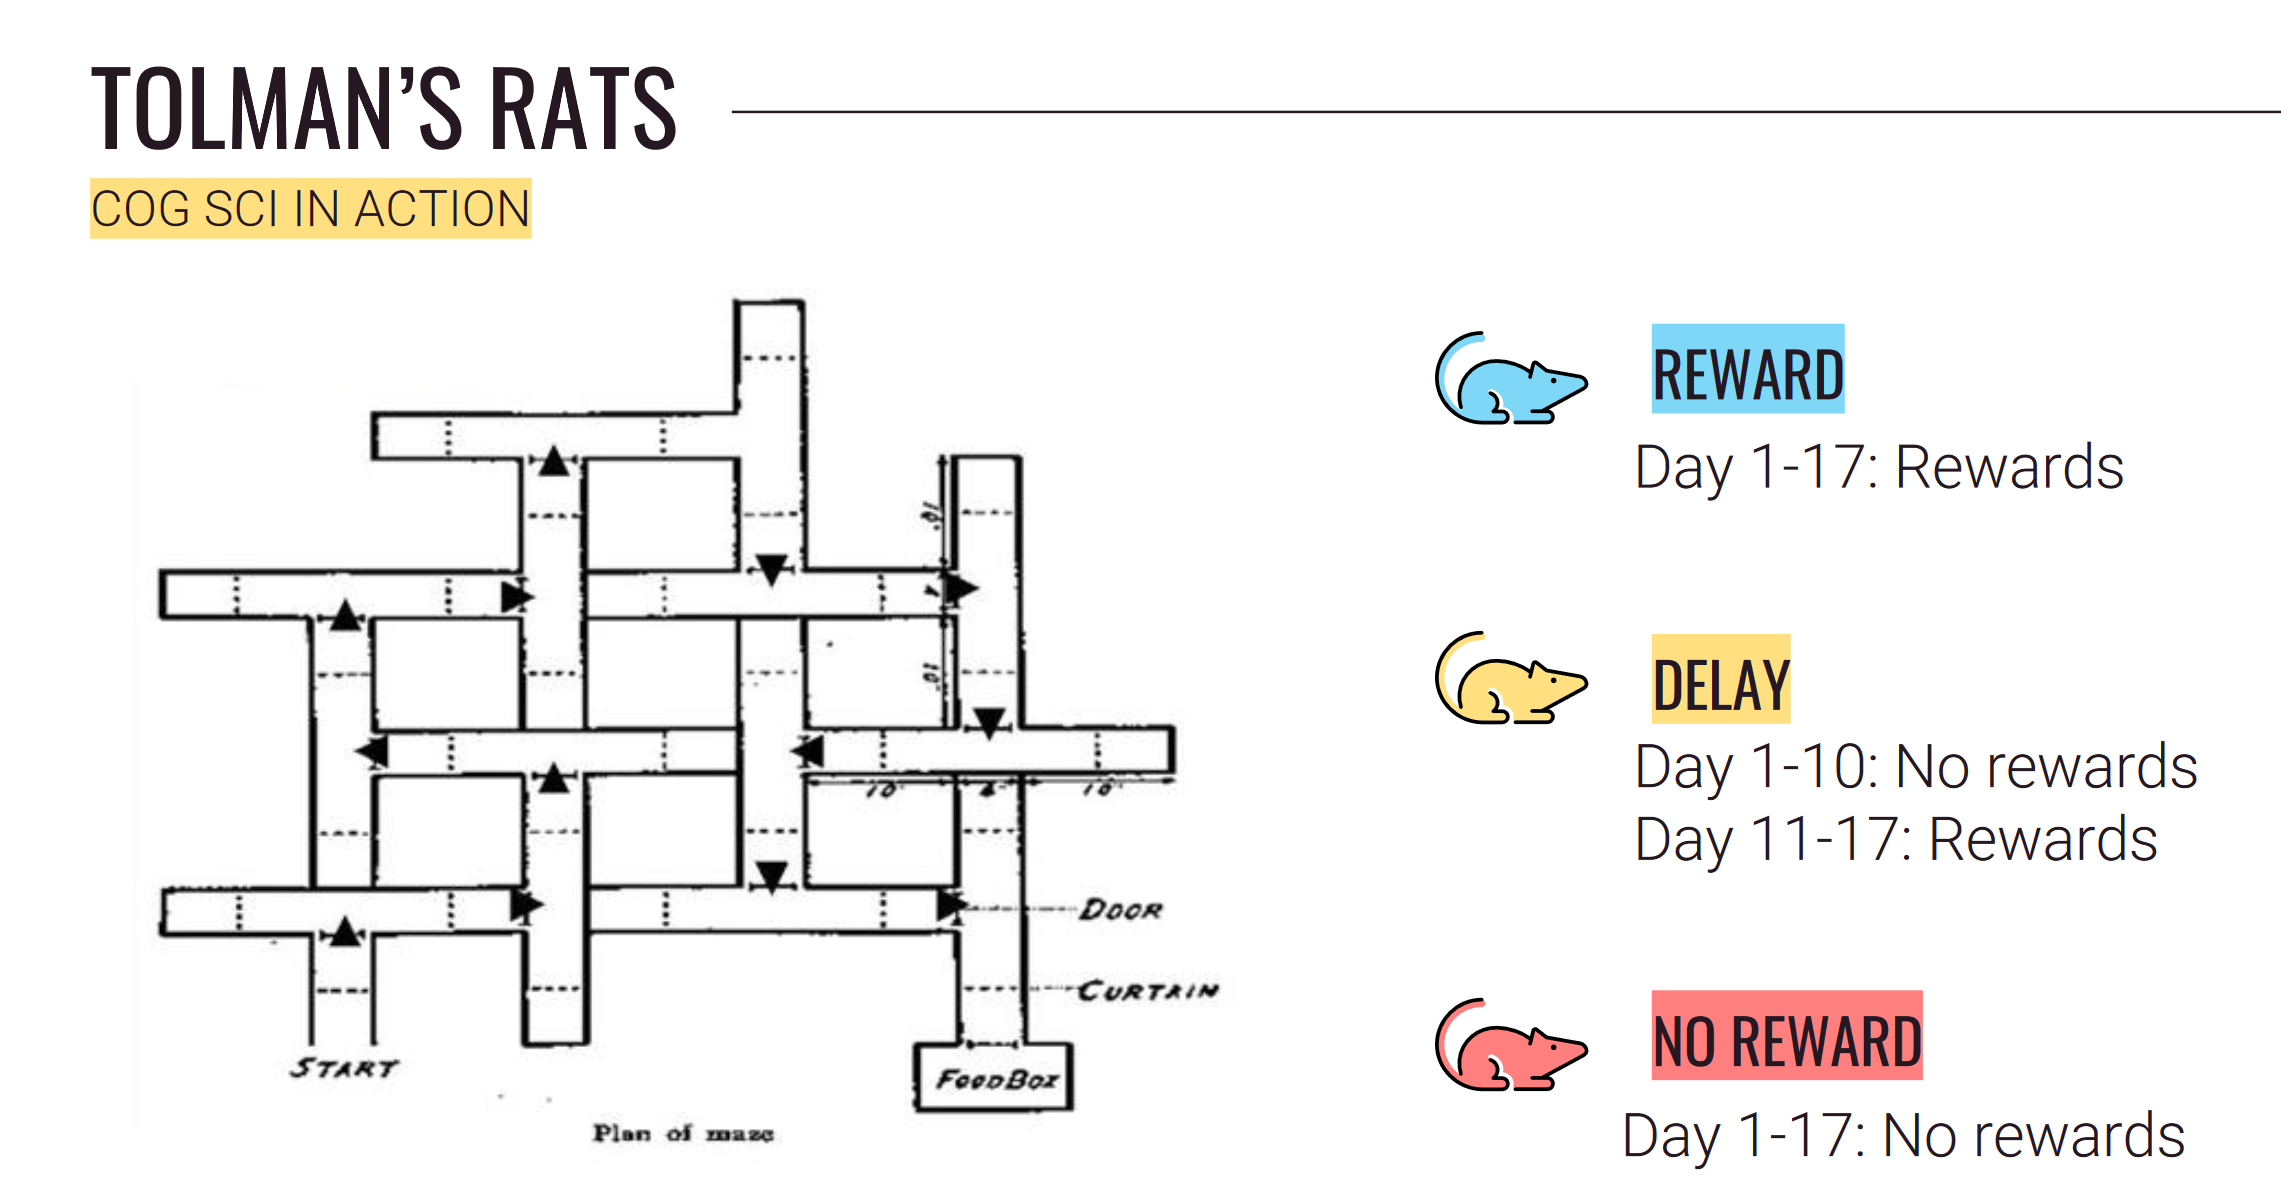 TOLMAN'S RATS
COG SCI IN ACTION
10"
4"
10"
10"
4"
10"
DOOR
CURTAIN
START
FOOD BOX
Plan of maze
REWARD
Day 1-17: Rewards
DELAY
Day 1-10: No rewards
Day 11-17: Rewards
NO REWARD
Day 1-17: No rewards